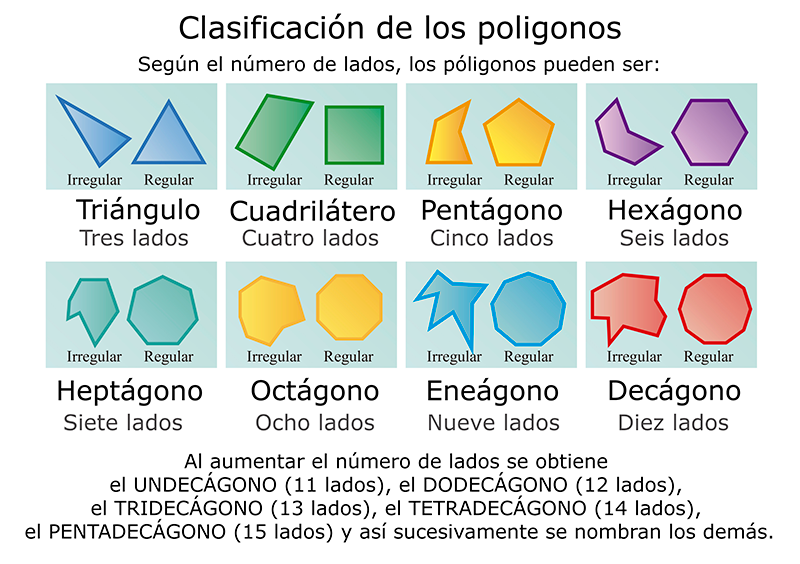 Clasificación de los poligonos
Según el número de lados, los póligonos pueden ser:
Irregular Regular
Triángulo
Tres lados
Irregular Regular
Cuadrilátero
Cuatro lados
Irregular Regular
Pentágono
Cinco lados
Irregular Regular
Hexágono
Seis lados
Irregular Regular
Heptágono
Siete lados
Irregular Regular
Octágono
Ocho lados
Irregular Regular
Eneágono
Nueve lados
Irregular Regular
Decágono
Diez lados
Al aumentar el número de lados se obtiene
el UNDECÁGONO (11 lados), el DODECÁGONO (12 lados),
el TRIDECÁGONO (13 lados), el TETRADECÁGONO (14 lados),
el PENTADECÁGONO (15 lados) y así sucesivamente se nombran los demás.